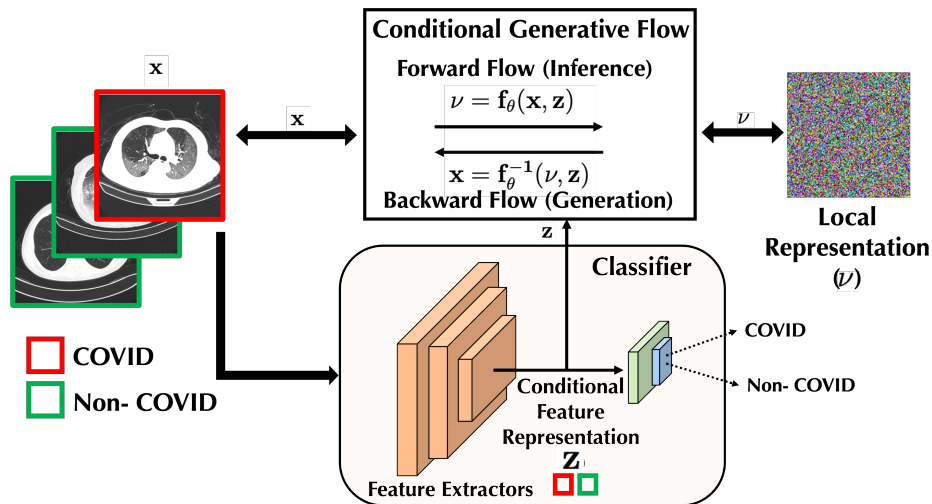 Conditional Generative Flow
Forward Flow (Inference)
ν = f_θ(x, z)
x = f_θ^{-1}(ν, z)
Backward Flow (Generation)
x
x
ν
Local
Representation
(ν)
z
Classifier
COVID
Non- COVID
COVID
Non- COVID
Conditional
Feature
Representation
z
Feature Extractors